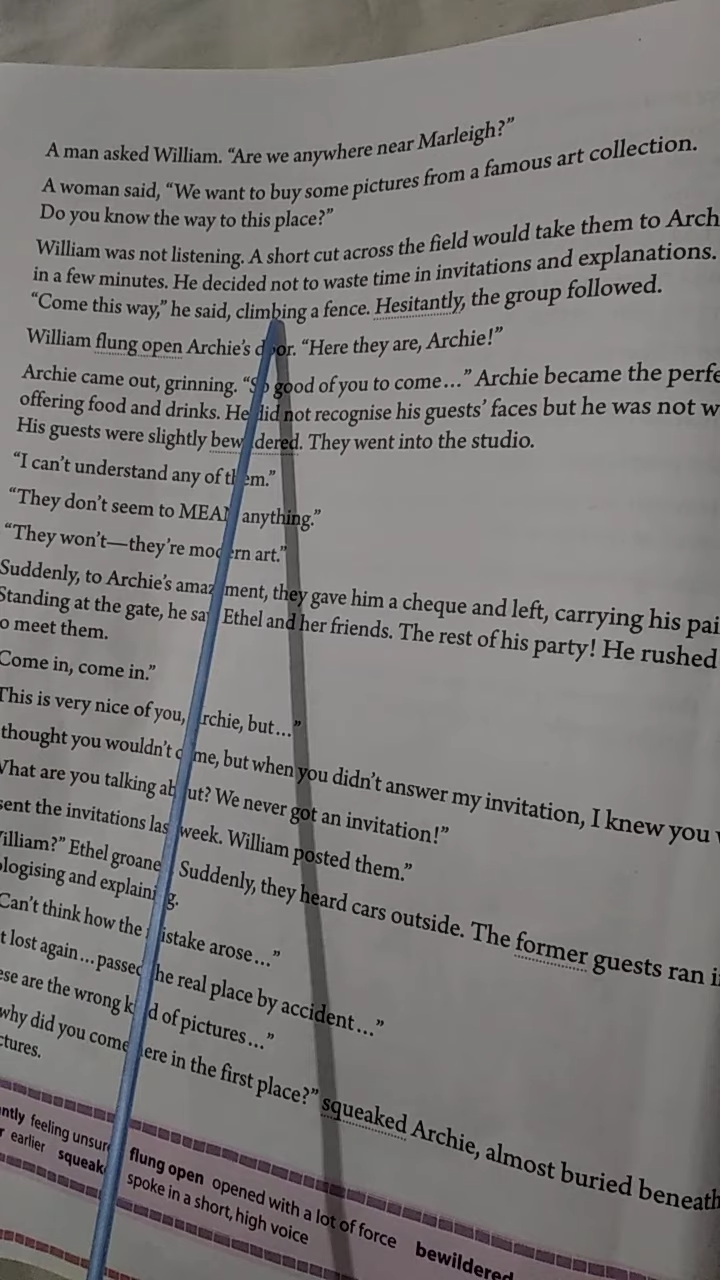 A man asked William. “Are we anywhere near Marleigh?”
A woman said, “We want to buy some pictures from a famous art collection.
Do you know the way to this place?”
William was not listening. A short cut across the field would take them to Arch
in a few minutes. He decided not to waste time in invitations and explanations.
“Come this way,” he said, climbing a fence. Hesitantly, the group followed.
William flung open Archie’s door. “Here they are, Archie!”
Archie came out, grinning. “So good of you to come…” Archie became the perfe
offering food and drinks. He did not recognise his guests’ faces but he was not w
His guests were slightly bewildered. They went into the studio.
“I can’t understand any of them.”
“They don’t seem to MEAN anything.”
“They won’t—they’re modern art.”
Suddenly, to Archie’s amazement, they gave him a cheque and left, carrying his pai
Standing at the gate, he saw Ethel and her friends. The rest of his party! He rushed
o meet them.
Come in, come in.”
This is very nice of you, Archie, but…”
thought you wouldn’t come, but when you didn’t answer my invitation, I knew you
What are you talking about? We never got an invitation!”
sent the invitations last week. William posted them.”
illiam?” Ethel groaned. Suddenly, they heard cars outside. The former guests ran i
logising and explaining.
Can’t think how the mistake arose…”
t lost again…passed the real place by accident…”
ese are the wrong kind of pictures…”
why did you come here in the first place?” squeaked Archie, almost buried beneath
ctures.
ntly feeling unsure flung open opened with a lot of force bewildered
r earlier squeaked spoke in a short, high voice